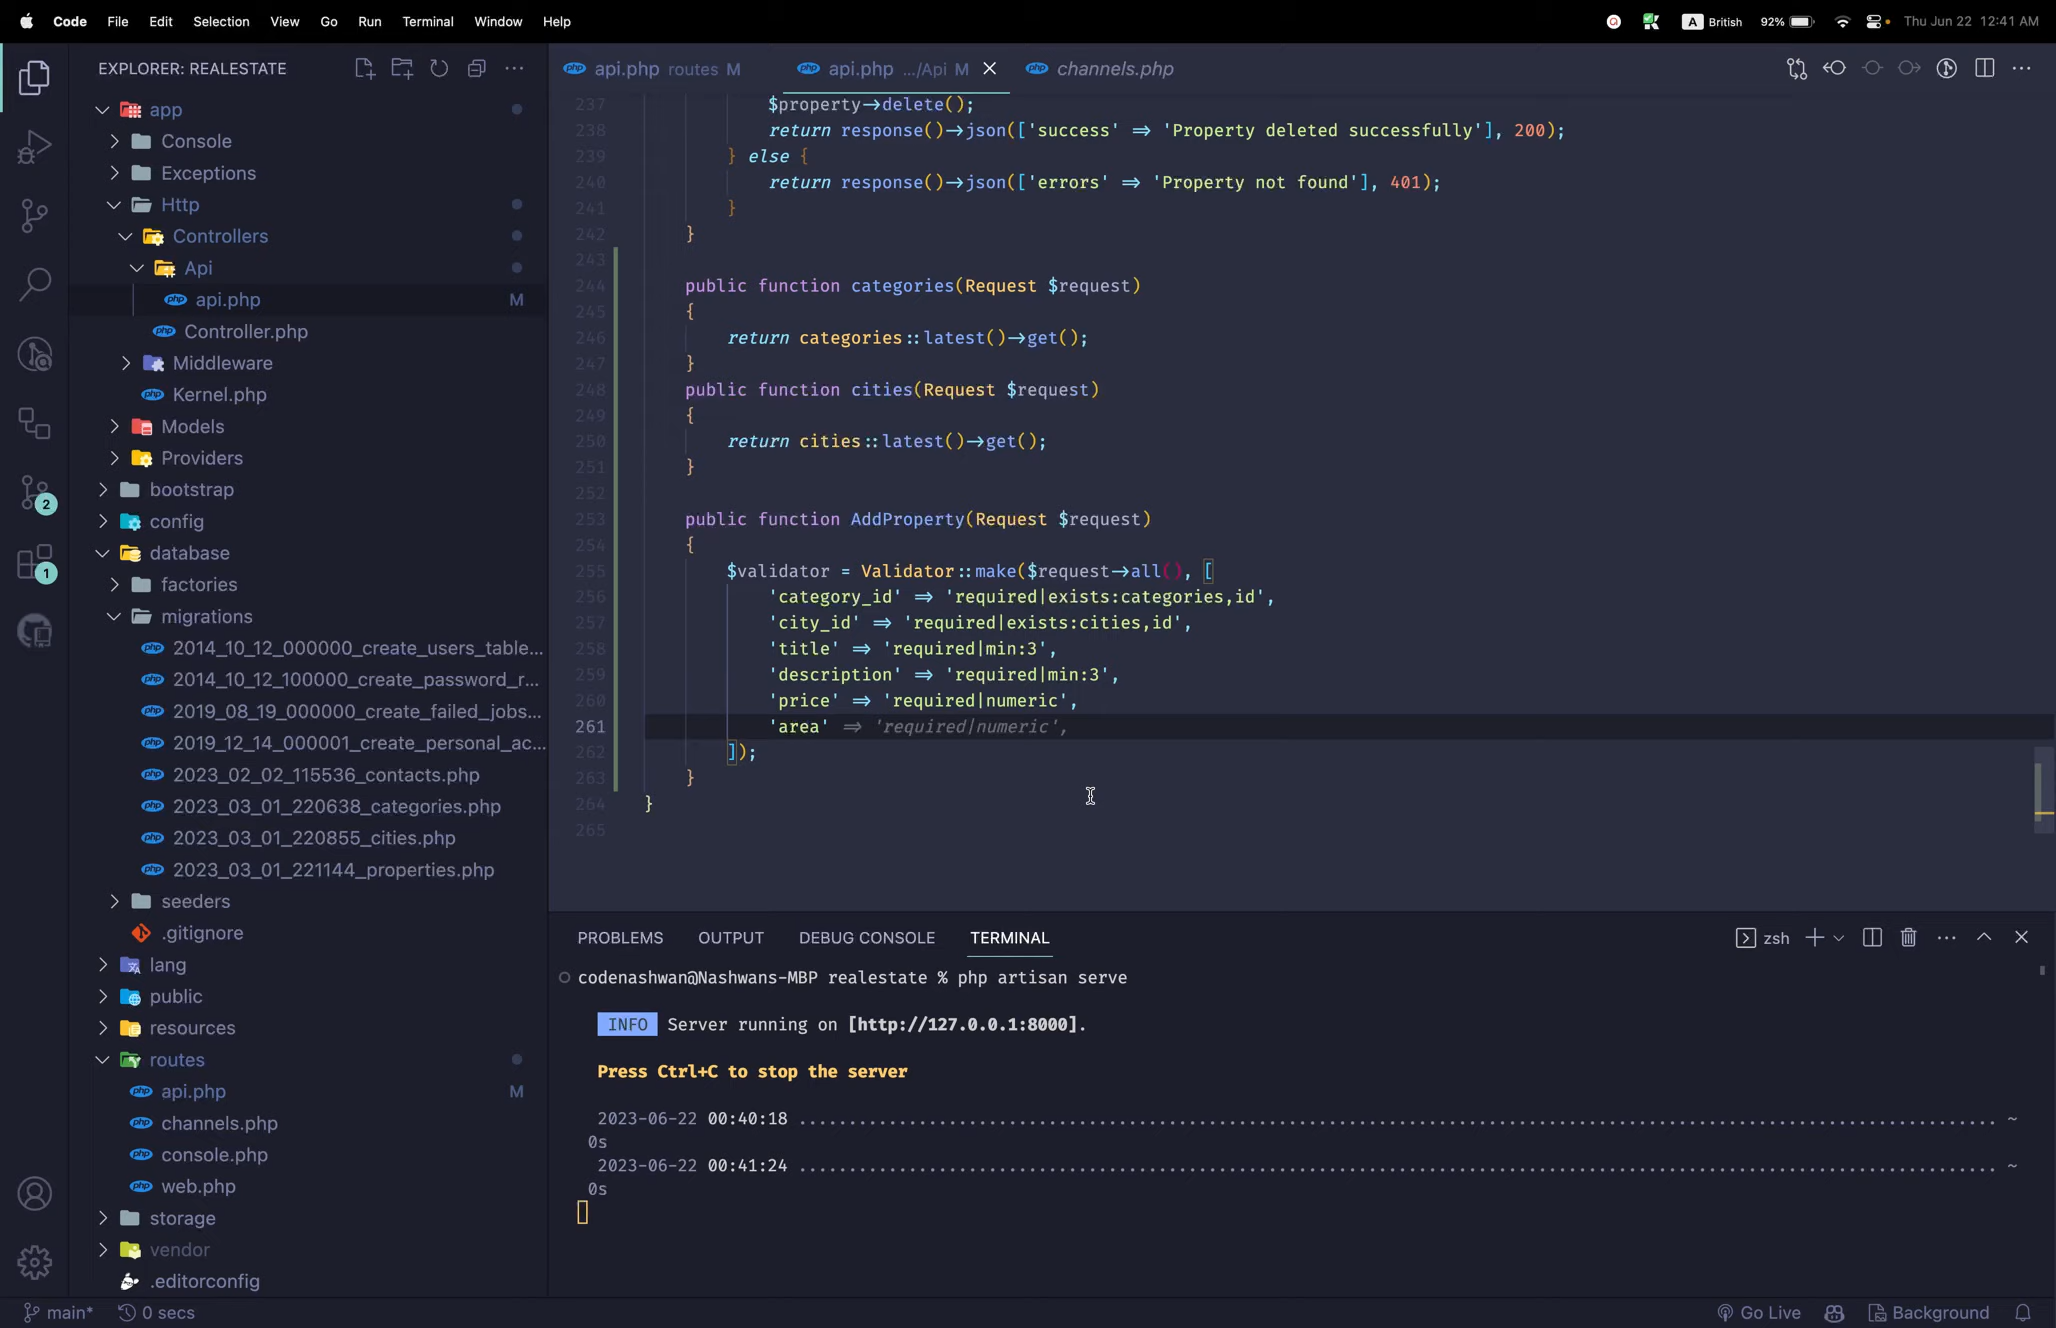 Code File Edit Selection View Go Run Terminal Window Help
A British 92% Thu Jun 22 12:41 AM
EXPLORER: REALESTATE
app
Console
Exceptions
Http
Controllers
Api
api.php M
Controller.php
Middleware
Kernel.php
Models
Providers
bootstrap
config
database
factories
migrations
2014_10_12_000000_create_users_table...
2014_10_12_100000_create_password_r...
2019_08_19_000000_create_failed_jobs...
2019_12_14_000001_create_personal_ac...
2023_02_02_115536_contacts.php
2023_03_01_220638_categories.php
2023_03_01_220855_cities.php
2023_03_01_221144_properties.php
seeders
.gitignore
lang
public
resources
routes
api.php M
channels.php
console.php
web.php
storage
vendor
.editorconfig
2
1
api.php routes M api.php .../Api M channels.php
237 $property->delete();
238 return response()->json(['success' => 'Property deleted successfully'], 200);
239 } else {
240 return response()->json(['errors' => 'Property not found'], 401);
241 }
242 }
243
244 public function categories(Request $request)
245 {
246 return categories::latest()->get();
247 }
248 public function cities(Request $request)
249 {
250 return cities::latest()->get();
251 }
252
253 public function AddProperty(Request $request)
254 {
255 $validator = Validator::make($request->all(), [
256 'category_id' => 'required|exists:categories,id',
257 'city_id' => 'required|exists:cities,id',
258 'title' => 'required|min:3',
259 'description' => 'required|min:3',
260 'price' => 'required|numeric',
261 'area' => 'required|numeric',
262 ]);
263 }
264 }
265
PROBLEMS OUTPUT DEBUG CONSOLE TERMINAL zsh
codenashwan@Nashwans-MBP realestate % php artisan serve
INFO Server running on [http://127.0.0.1:8000].
Press Ctrl+C to stop the server
2023-06-22 00:40:18 ........................................................................................................................ ~
0s
2023-06-22 00:41:24 ........................................................................................................................ ~
0s
main* 0 secs Go Live Background